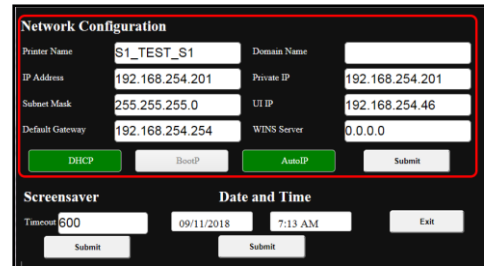 Network Configuration
Printer Name S1_TEST_S1 Domain Name
IP Address 192.168.254.201 Private IP 192.168.254.201
Subnet Mask 255.255.255.0 UI IP 192.168.254.46
Default Gateway 192.168.254.254 WINS Server 0.0.0.0
DHCP BootP AutoIP Submit
Screensaver Date and Time
Timeout 600 09/11/2018 7:13 AM Exit
Submit Submit